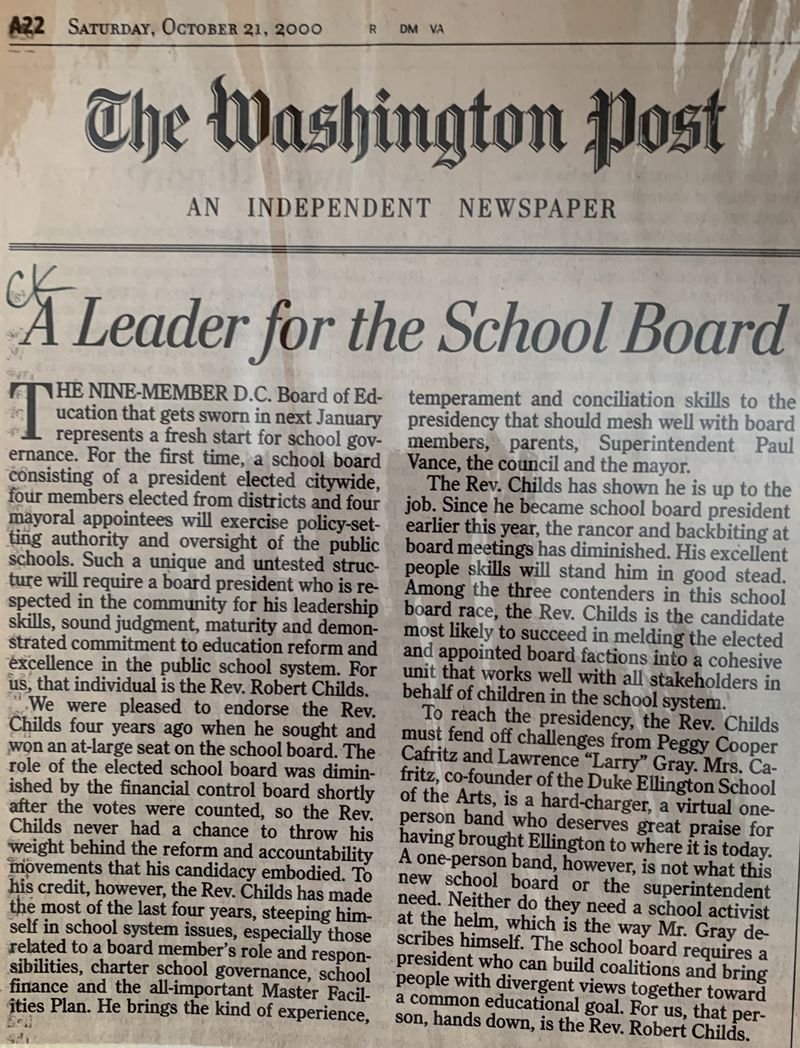 A22 SATURDAY, OCTOBER 21, 2000 R DM VA
The Washington Post
AN INDEPENDENT NEWSPAPER
CK
A Leader for the School Board
THE NINE-MEMBER D.C. Board of Ed-
ucation that gets sworn in next January
represents a fresh start for school gov-
ernance. For the first time, a school board
consisting of a president elected citywide,
four members elected from districts and four
mayoral appointees will exercise policy-set-
ting authority and oversight of the public
schools. Such a unique and untested struc-
ture will require a board president who is re-
spected in the community for his leadership
skills, sound judgment, maturity and demon-
strated commitment to education reform and
excellence in the public school system. For
us, that individual is the Rev. Robert Childs.
We were pleased to endorse the Rev.
Childs four years ago when he sought and
won an at-large seat on the school board. The
role of the elected school board was dimin-
ished by the financial control board shortly
after the votes were counted, so the Rev.
Childs never had a chance to throw his
weight behind the reform and accountability
movements that his candidacy embodied. To
his credit, however, the Rev. Childs has made
the most of the last four years, steeping him-
self in school system issues, especially those
related to a board member's role and respon-
sibilities, charter school governance, school
finance and the all-important Master Facil-
ities Plan. He brings the kind of experience,
temperament and conciliation skills to the
presidency that should mesh well with board
members, parents, Superintendent Paul
Vance, the council and the mayor.
The Rev. Childs has shown he is up to the
job. Since he became school board president
earlier this year, the rancor and backbiting at
board meetings has diminished. His excellent
people skills will stand him in good stead.
Among the three contenders in this school
board race, the Rev. Childs is the candidate
most likely to succeed in melding the elected
and appointed board factions into a cohesive
unit that works well with all stakeholders in
behalf of children in the school system.
To reach the presidency, the Rev. Childs
must fend off challenges from Peggy Cooper
Cafritz and Lawrence “Larry” Gray. Mrs. Ca-
fritz, co-founder of the Duke Ellington School
of the Arts, is a hard-charger, a virtual one-
person band who deserves great praise for
having brought Ellington to where it is today.
A one-person band, however, is not what this
new school board or the superintendent
need. Neither do they need a school activist
at the helm, which is the way Mr. Gray de-
scribes himself. The school board requires a
president who can build coalitions and bring
people with divergent views together toward
a common educational goal. For us, that per-
son, hands down, is the Rev. Robert Childs.